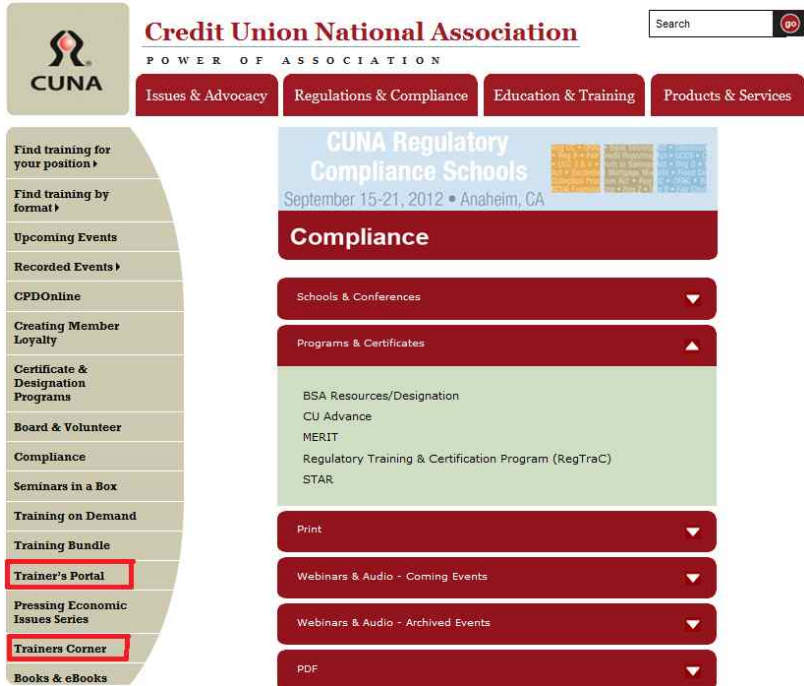 CUNA
Credit Union National Association
POWER OF ASSOCIATION
Search
go
Issues & Advocacy
Regulations & Compliance
Education & Training
Products & Services
Find training for
your position
Find training by
format
Upcoming Events
Recorded Events
CPDOnline
Creating Member
Loyalty
Certificate &
Designation
Programs
Board & Volunteer
Compliance
Seminars in a Box
Training on Demand
Training Bundle
Trainer's Portal
Pressing Economic
Issues Series
Trainers Corner
Books & eBooks
CUNA Regulatory
Compliance Schools
September 15-21, 2012 • Anaheim, CA
Compliance
Schools & Conferences
Programs & Certificates
BSA Resources/Designation
CU Advance
MERIT
Regulatory Training & Certification Program (RegTraC)
STAR
Print
Webinars & Audio - Coming Events
Webinars & Audio - Archived Events
PDF